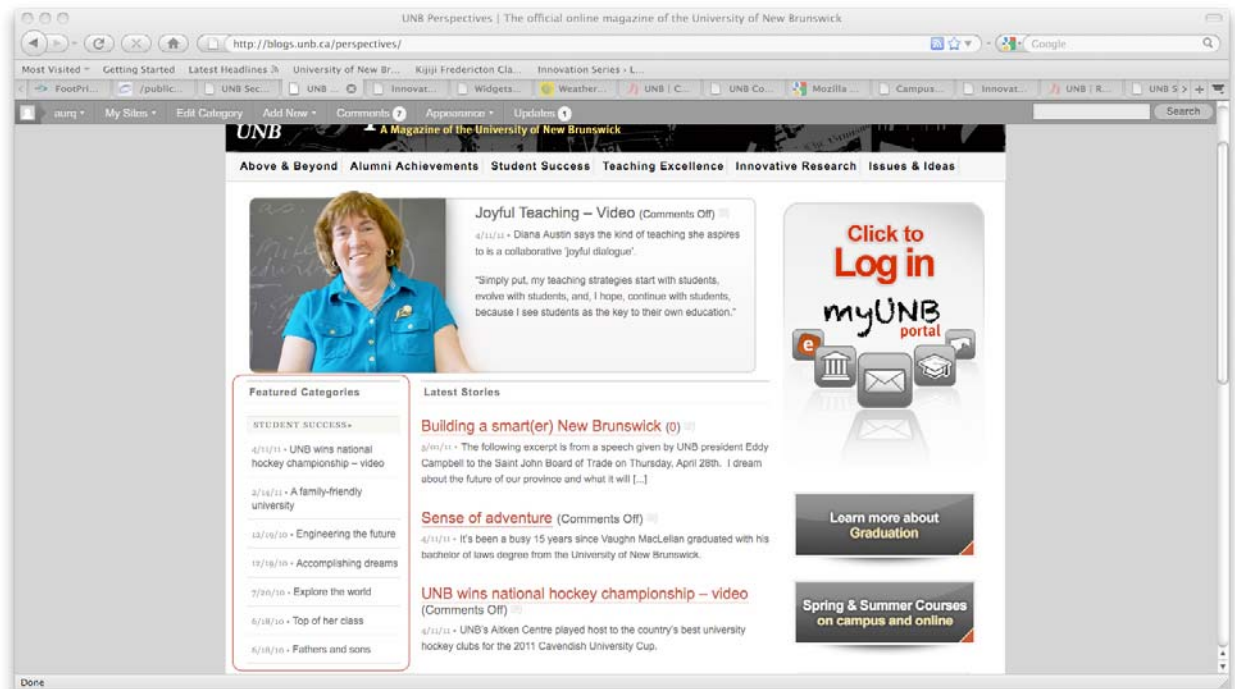 UNB Perspectives | The official online magazine of the University of New Brunswick
http://blogs.unb.ca/perspectives/
Google
Most Visited Getting Started Latest Headlines University of New Br... Kijiji Fredericton Cla... Innovation Series › L...
FootPri... /public... UNB Sec... UNB ... Innovat... Widgets... Weather... UNB | C... UNB Co... Mozilla ... Campus... Innovat... UNB | R... UNB S
aurq My Sites Edit Category Add New Comments 7 Appearance Updates 1 Search
UNB
A Magazine of the University of New Brunswick
Above & Beyond Alumni Achievements Student Success Teaching Excellence Innovative Research Issues & Ideas
Joyful Teaching – Video (Comments Off)
4/11/11 - Diana Austin says the kind of teaching she aspires
to is a collaborative 'joyful dialogue'.
"Simply put, my teaching strategies start with students,
evolve with students, and, I hope, continue with students,
because I see students as the key to their own education."
Click to
Log in
myUNB
portal
e
Featured Categories
STUDENT SUCCESS»
4/11/11 - UNB wins national
hockey championship – video
2/14/11 - A family-friendly
university
12/19/10 - Engineering the future
12/19/10 - Accomplishing dreams
7/20/10 - Explore the world
6/18/10 - Top of her class
6/18/10 - Fathers and sons
Latest Stories
Building a smart(er) New Brunswick (0)
- The following excerpt is from a speech given by UNB president Eddy
Campbell to the Saint John Board of Trade on Thursday, April 28th. I dream
about the future of our province and what it will [...]
Sense of adventure (Comments Off)
4/11/11 - It's been a busy 15 years since Vaughn MacLellan graduated with his
bachelor of laws degree from the University of New Brunswick.
UNB wins national hockey championship – video
(Comments Off)
4/11/11 - UNB's Aitken Centre played host to the country's best university
hockey clubs for the 2011 Cavendish University Cup.
Learn more about
Graduation
Spring & Summer Courses
on campus and online
Done